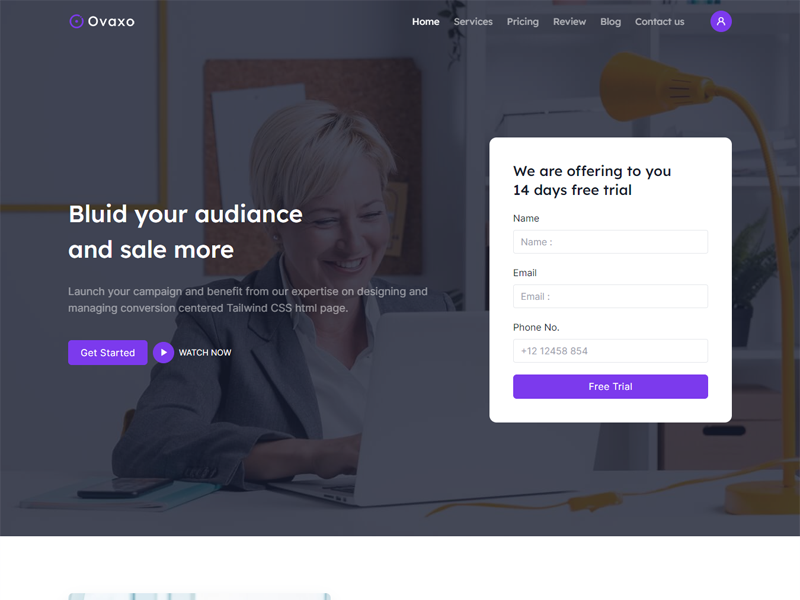 Ovaxo
Home Services Pricing Review Blog Contact us
Bluid your audiance
and sale more
Launch your campaign and benefit from our expertise on designing and
managing conversion centered Tailwind CSS html page.
Get Started
WATCH NOW
We are offering to you
14 days free trial
Name
Name :
Email
Email :
Phone No.
+12 12458 854
Free Trial